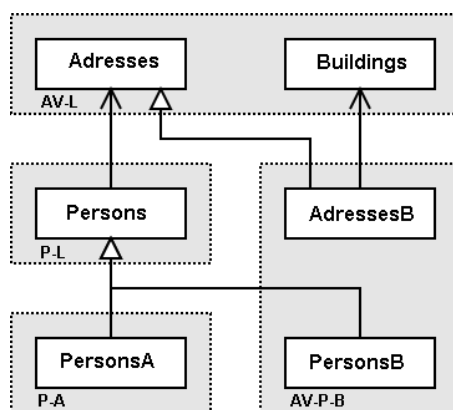 Adresses
Buildings
AV-L
Persons
AdressesB
P-L
PersonsA
PersonsB
P-A
AV-P-B